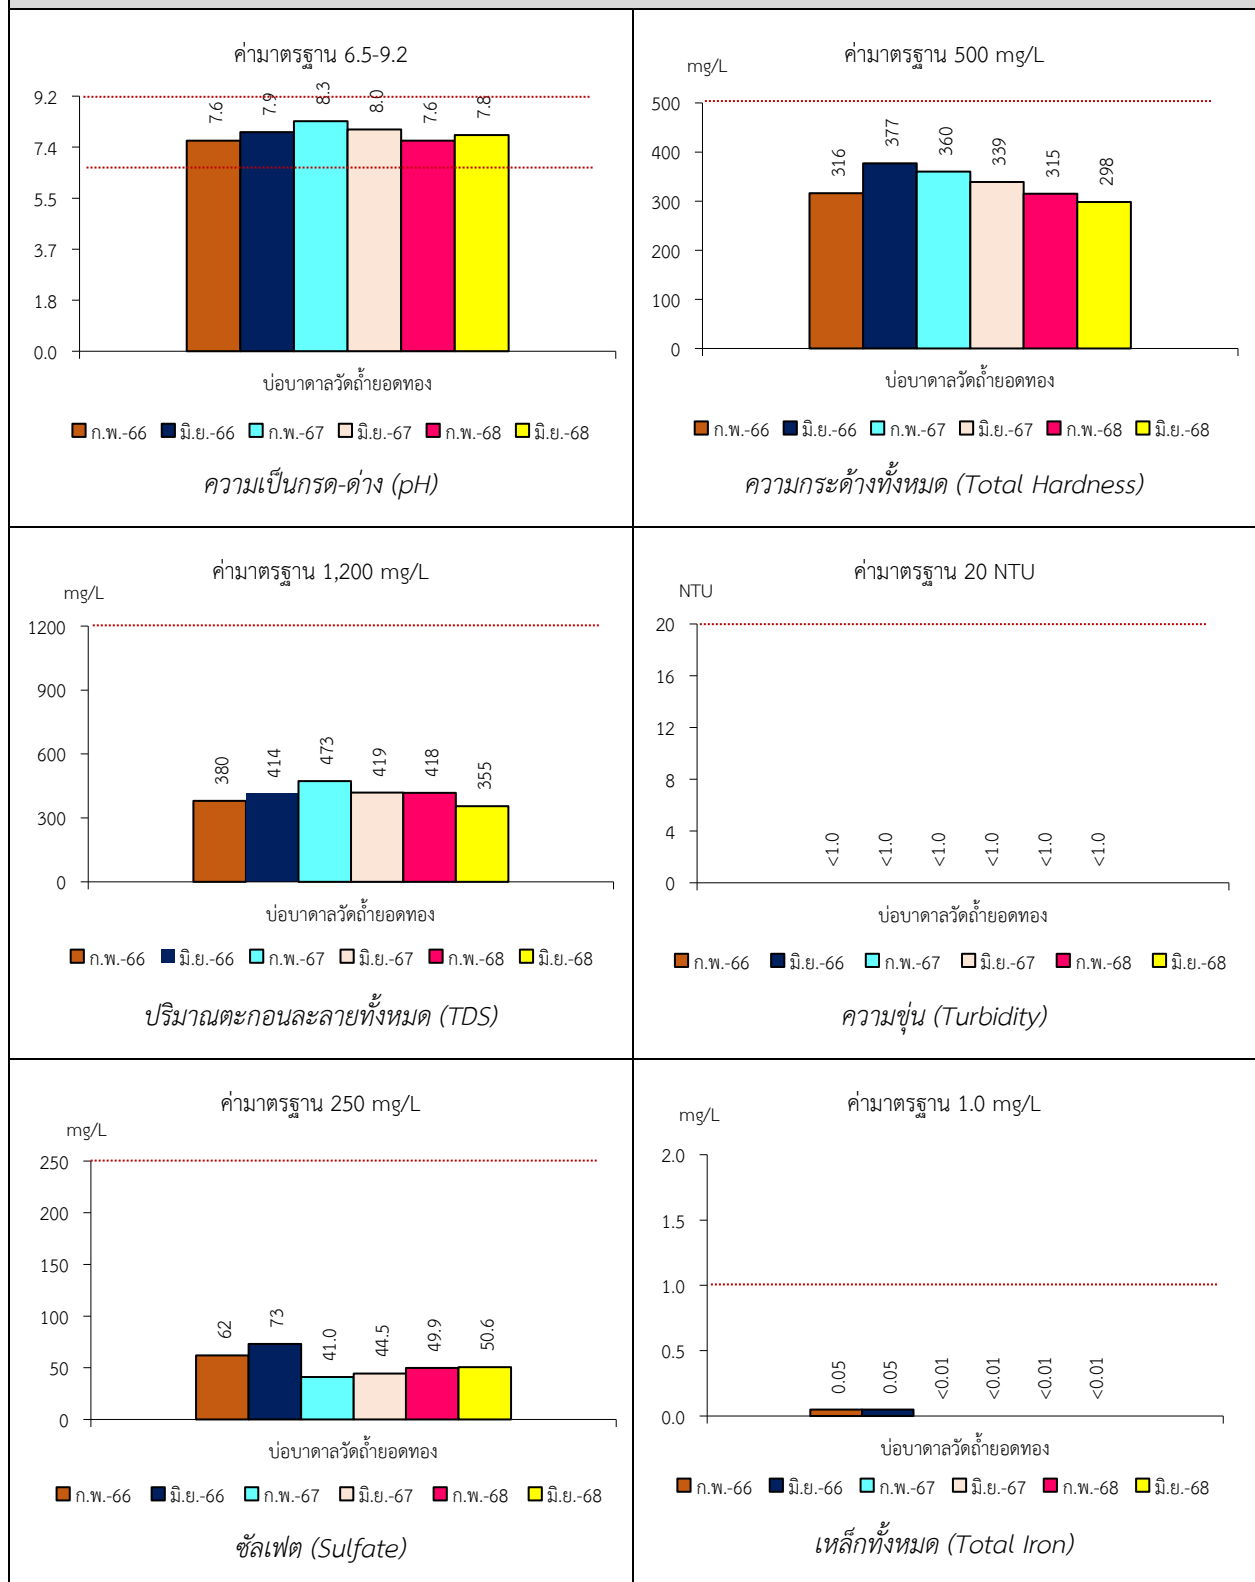 ค่ามาตรฐาน 6.5-9.2
9.2
7.4
5.5
3.7
1.8
0.0
7.6
7.9
8.3
8.0
7.6
7.8
บ่อบาดาลวัดถ้ำยอดทอง
ก.พ.-66 มิ.ย.-66 ก.พ.-67 มิ.ย.-67 ก.พ.-68 มิ.ย.-68
ความเป็นกรด-ด่าง (pH)
ค่ามาตรฐาน 500 mg/L
mg/L
500
400
300
200
100
0
316
377
360
339
315
298
บ่อบาดาลวัดถ้ำยอดทอง
ก.พ.-66 มิ.ย.-66 ก.พ.-67 มิ.ย.-67 ก.พ.-68 มิ.ย.-68
ความกระด้างทั้งหมด (Total Hardness)
ค่ามาตรฐาน 1,200 mg/L
mg/L
1200
900
600
300
0
380
414
473
419
418
355
บ่อบาดาลวัดถ้ำยอดทอง
ก.พ.-66 มิ.ย.-66 ก.พ.-67 มิ.ย.-67 ก.พ.-68 มิ.ย.-68
ปริมาณตะกอนละลายทั้งหมด (TDS)
ค่ามาตรฐาน 20 NTU
NTU
20
16
12
8
4
0
<1.0
<1.0
<1.0
<1.0
<1.0
<1.0
บ่อบาดาลวัดถ้ำยอดทอง
ก.พ.-66 มิ.ย.-66 ก.พ.-67 มิ.ย.-67 ก.พ.-68 มิ.ย.-68
ความขุ่น (Turbidity)
ค่ามาตรฐาน 250 mg/L
mg/L
250
200
150
100
50
0
62
73
41.0
44.5
49.9
50.6
บ่อบาดาลวัดถ้ำยอดทอง
ก.พ.-66 มิ.ย.-66 ก.พ.-67 มิ.ย.-67 ก.พ.-68 มิ.ย.-68
ซัลเฟต (Sulfate)
ค่ามาตรฐาน 1.0 mg/L
mg/L
2.0
1.5
1.0
0.5
0.0
0.05
0.05
<0.01
<0.01
<0.01
<0.01
บ่อบาดาลวัดถ้ำยอดทอง
ก.พ.-66 มิ.ย.-66 ก.พ.-67 มิ.ย.-67 ก.พ.-68 มิ.ย.-68
เหล็กทั้งหมด (Total Iron)